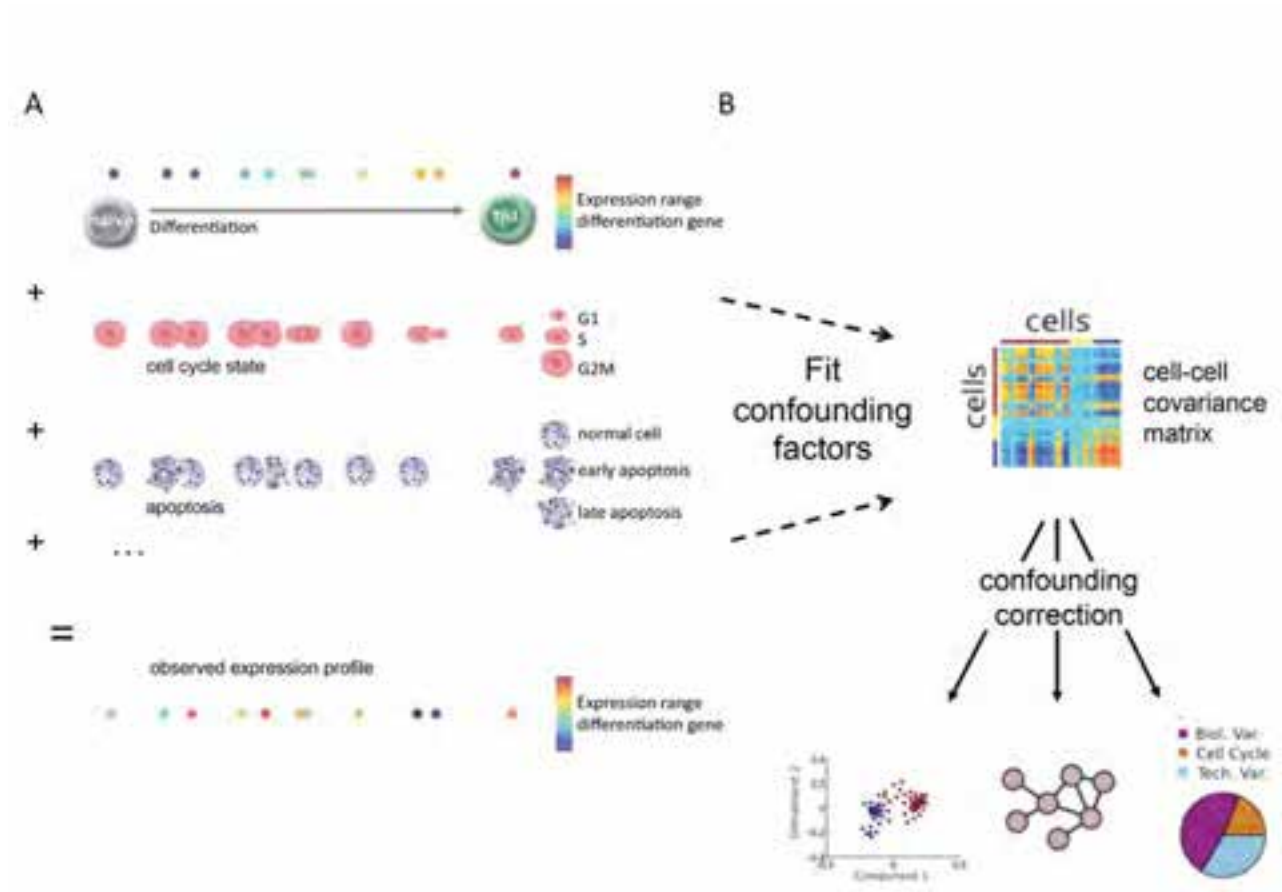 A
Differentiation
Expression range
differentiation gene
+
cell cycle state
G1
S
G2M
+
apoptosis
normal cell
early apoptosis
late apoptosis
+
...
=
observed expression profile
Expression range
differentiation gene
B
Fit
confounding
factors
cells
cells
cell-cell
covariance
matrix
confounding
correction
Component 1
0
0
Biol. Var.
Cell Cycle
Tech. Var.